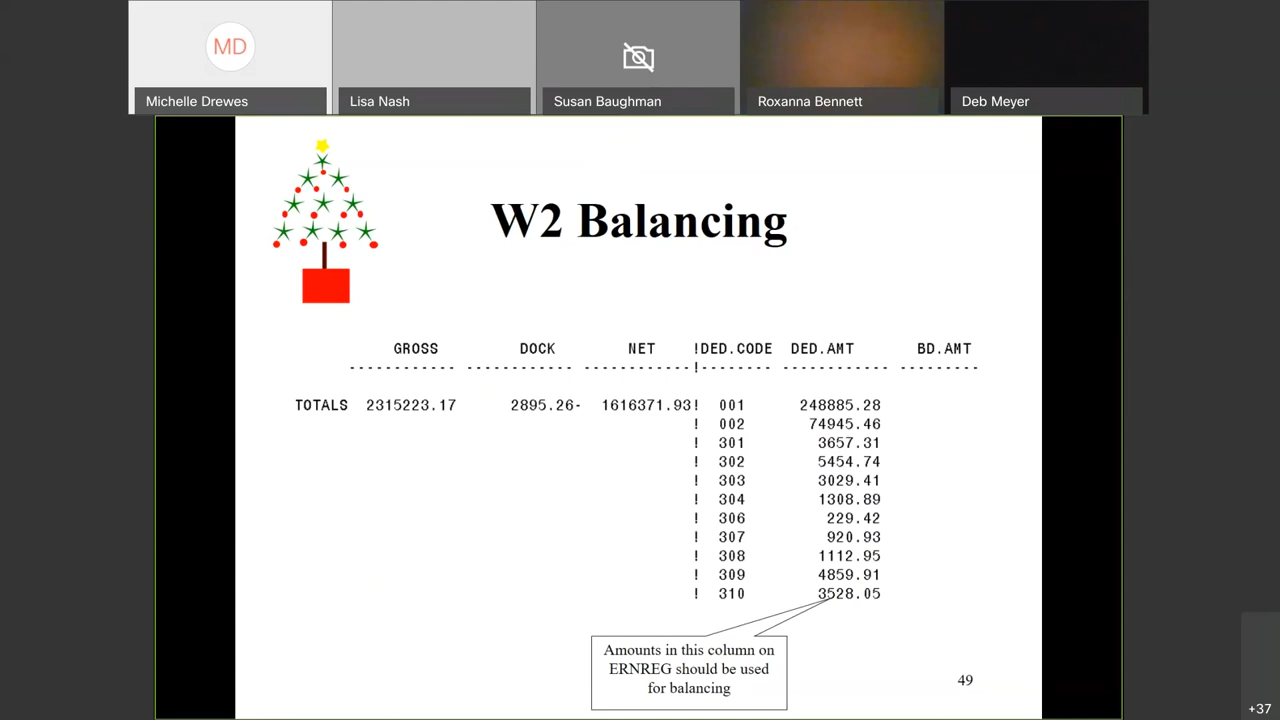 MD
Michelle Drewes
Lisa Nash
Susan Baughman
Roxanna Bennett
Deb Meyer
W2 Balancing
GROSS DOCK NET !DED.CODE DED.AMT BD.AMT
------------ ------------ ------------!-------- ------------ ---------
!
TOTALS 2315223.17 2895.26- 1616371.93! 001 248885.28
! 002 74945.46
! 301 3657.31
! 302 5454.74
! 303 3029.41
! 304 1308.89
! 306 229.42
! 307 920.93
! 308 1112.95
! 309 4859.91
! 310 3528.05
Amounts in this column on
ERNREG should be used
for balancing
49
+37